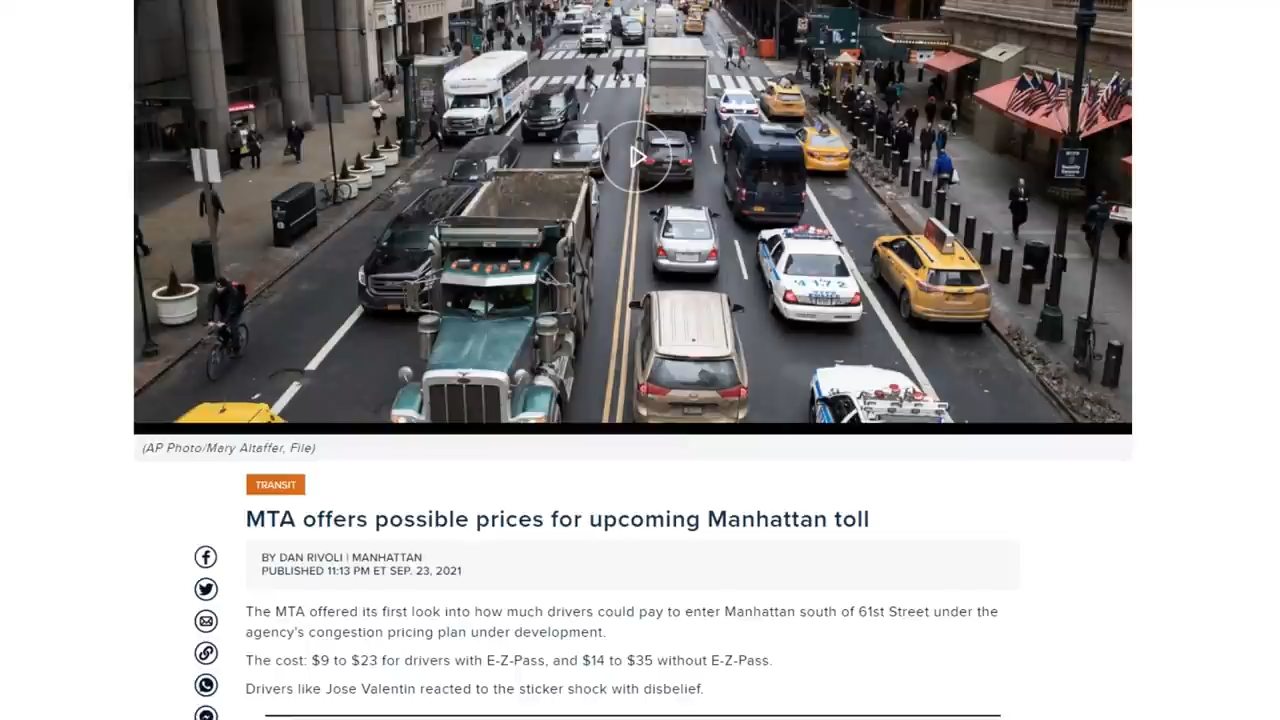 4172
(AP Photo/Mary Altaffer, File)
TRANSIT
MTA offers possible prices for upcoming Manhattan toll
BY DAN RIVOLI | MANHATTAN
PUBLISHED 11:13 PM ET SEP. 23, 2021
The MTA offered its first look into how much drivers could pay to enter Manhattan south of 61st Street under the
agency's congestion pricing plan under development.
The cost: $9 to $23 for drivers with E-Z-Pass, and $14 to $35 without E-Z-Pass.
Drivers like Jose Valentin reacted to the sticker shock with disbelief.